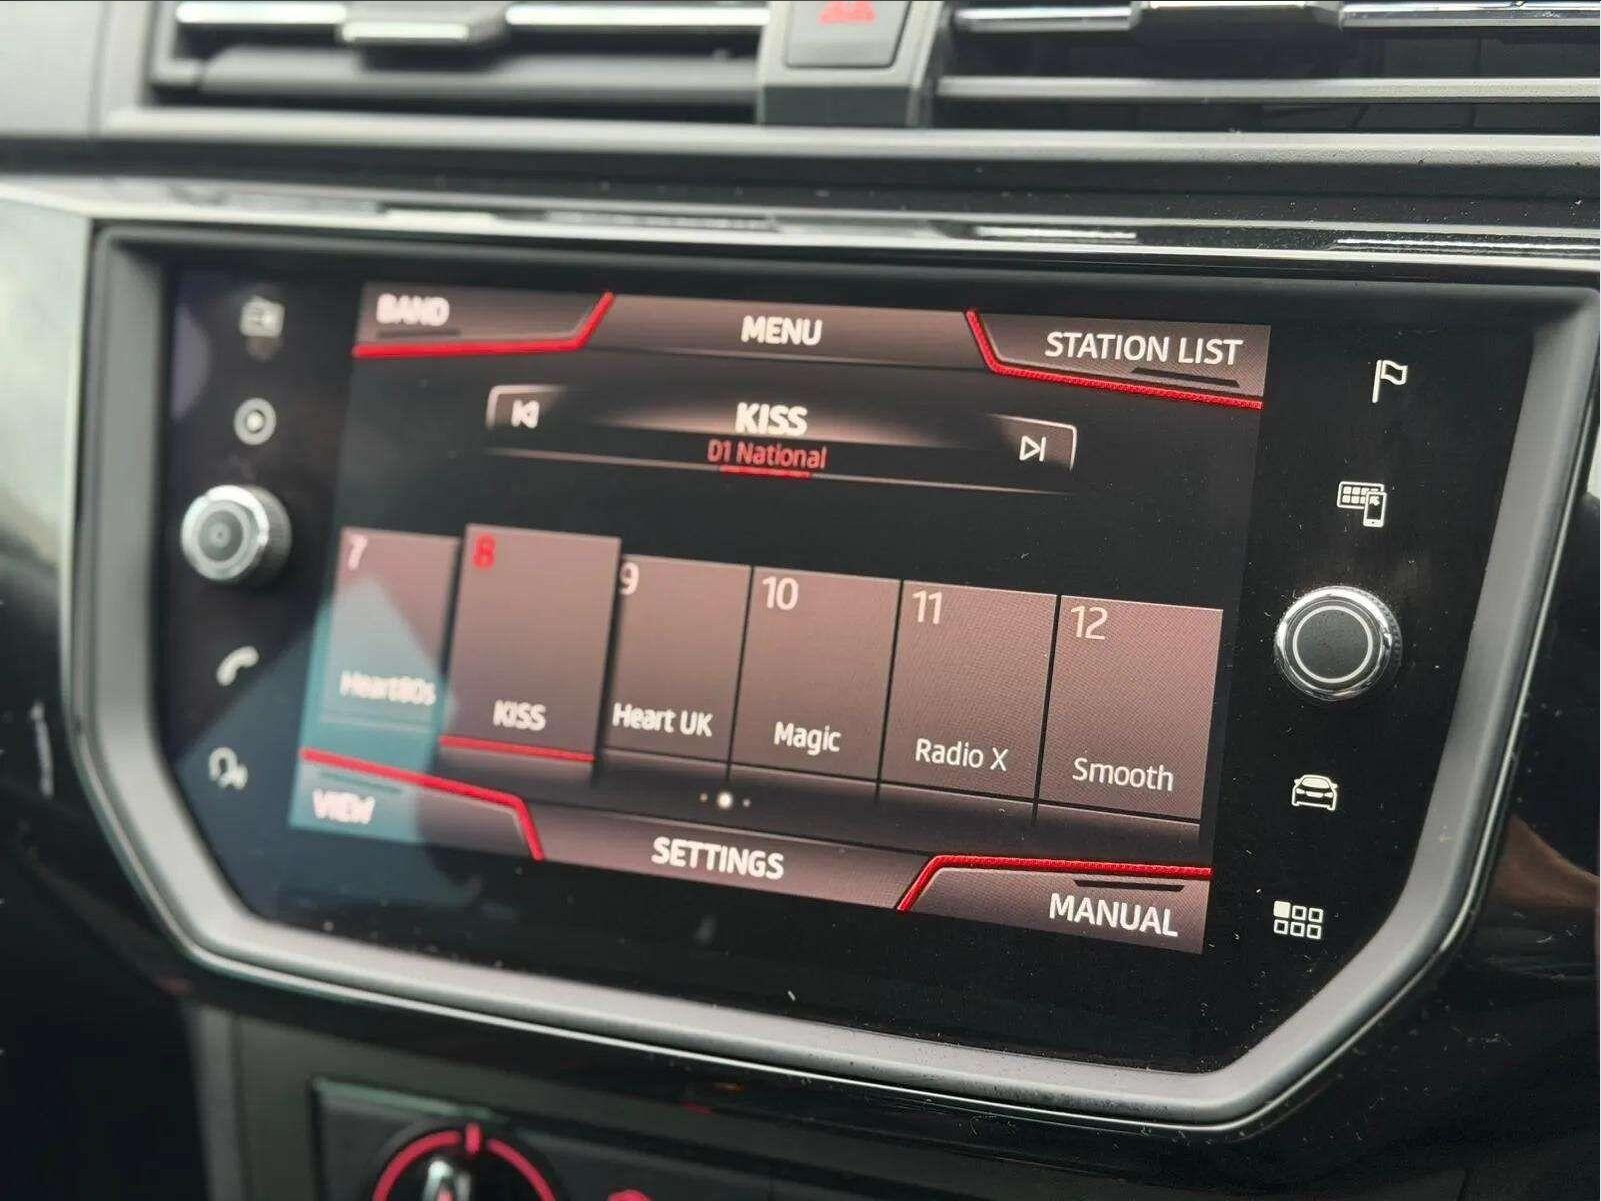 BAND
MENU
STATION LIST
KISS
D1 National
7
8
9
10
11
12
Heart80s
KISS
Heart UK
Magic
Radio X
Smooth
VIEW
SETTINGS
MANUAL